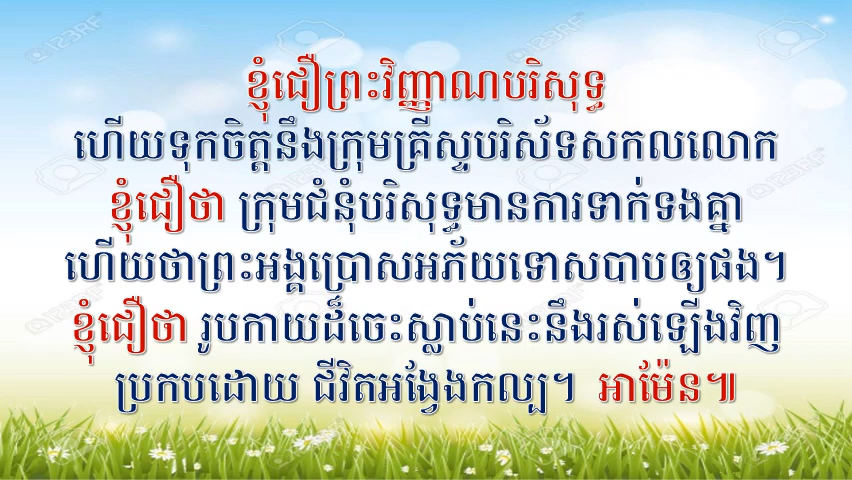 ខ្ញុំជឿព្រះវិញ្ញាណបរិសុទ្ធ
ហើយទុកចិត្តនឹងក្រុមគ្រីស្ទបរិស័ទសកលលោក
ខ្ញុំជឿថា ក្រុមជំនុំបរិសុទ្ធមានការទាក់ទងគ្នា
ហើយថាព្រះអង្គប្រោសអភ័យទោសបាបឲ្យផង។
ខ្ញុំជឿថា រូបកាយដ៏ចេះស្លាប់នេះនឹងរស់ឡើងវិញ
ប្រកបដោយ ជីវិតអង្វែងកល្ប។ អាម៉ែន៕